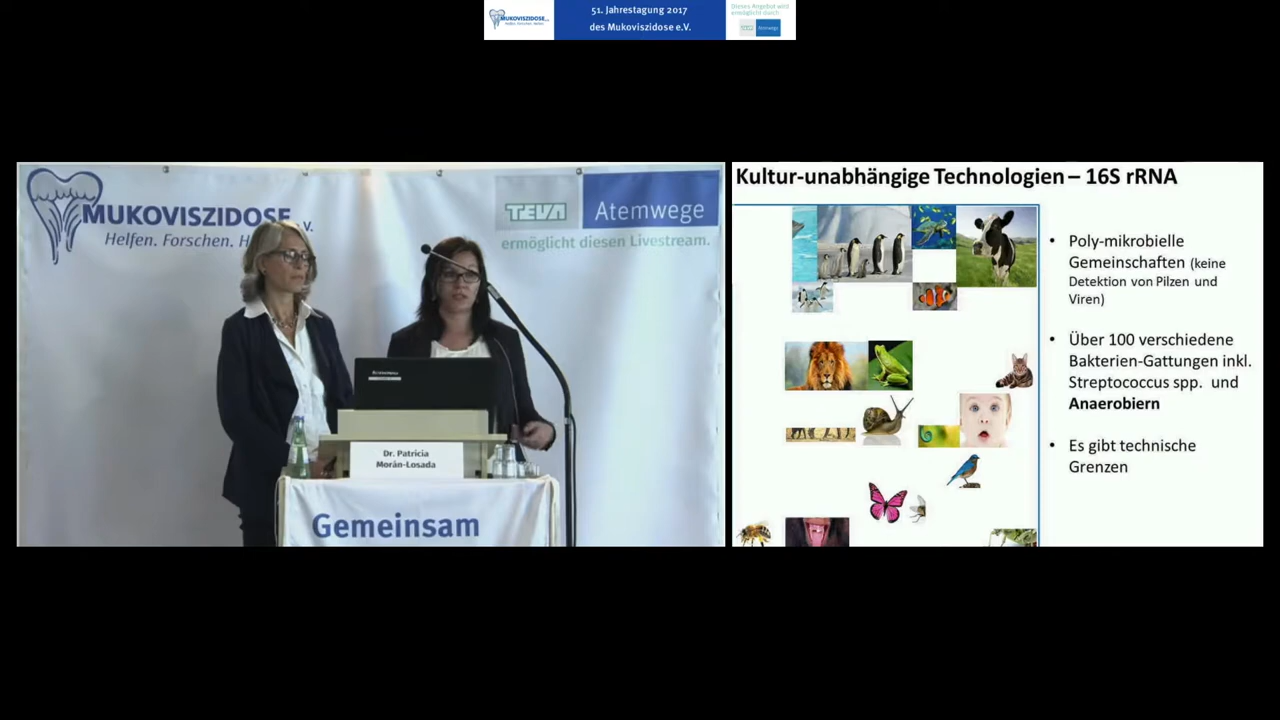 MUKOVISZIDOSE e.V.
Helfen. Forschen. Heilen.
51. Jahrestagung 2017
des Mukoviszidose e.V.
Dieses Angebot wird
ermöglicht durch
TEVA Atemwege
MUKOVISZIDOSE e.V.
Helfen. Forschen. H
TEVA Atemwege
ermöglicht diesen Livestream.
Dr. Patricia
Morán-Losada
Gemeinsam
Kultur-unabhängige Technologien – 16S rRNA
• Poly-mikrobielle
Gemeinschaften (keine
Detektion von Pilzen und
Viren)
• Über 100 verschiedene
Bakterien-Gattungen inkl.
Streptococcus spp. und
Anaerobiern
• Es gibt technische
Grenzen